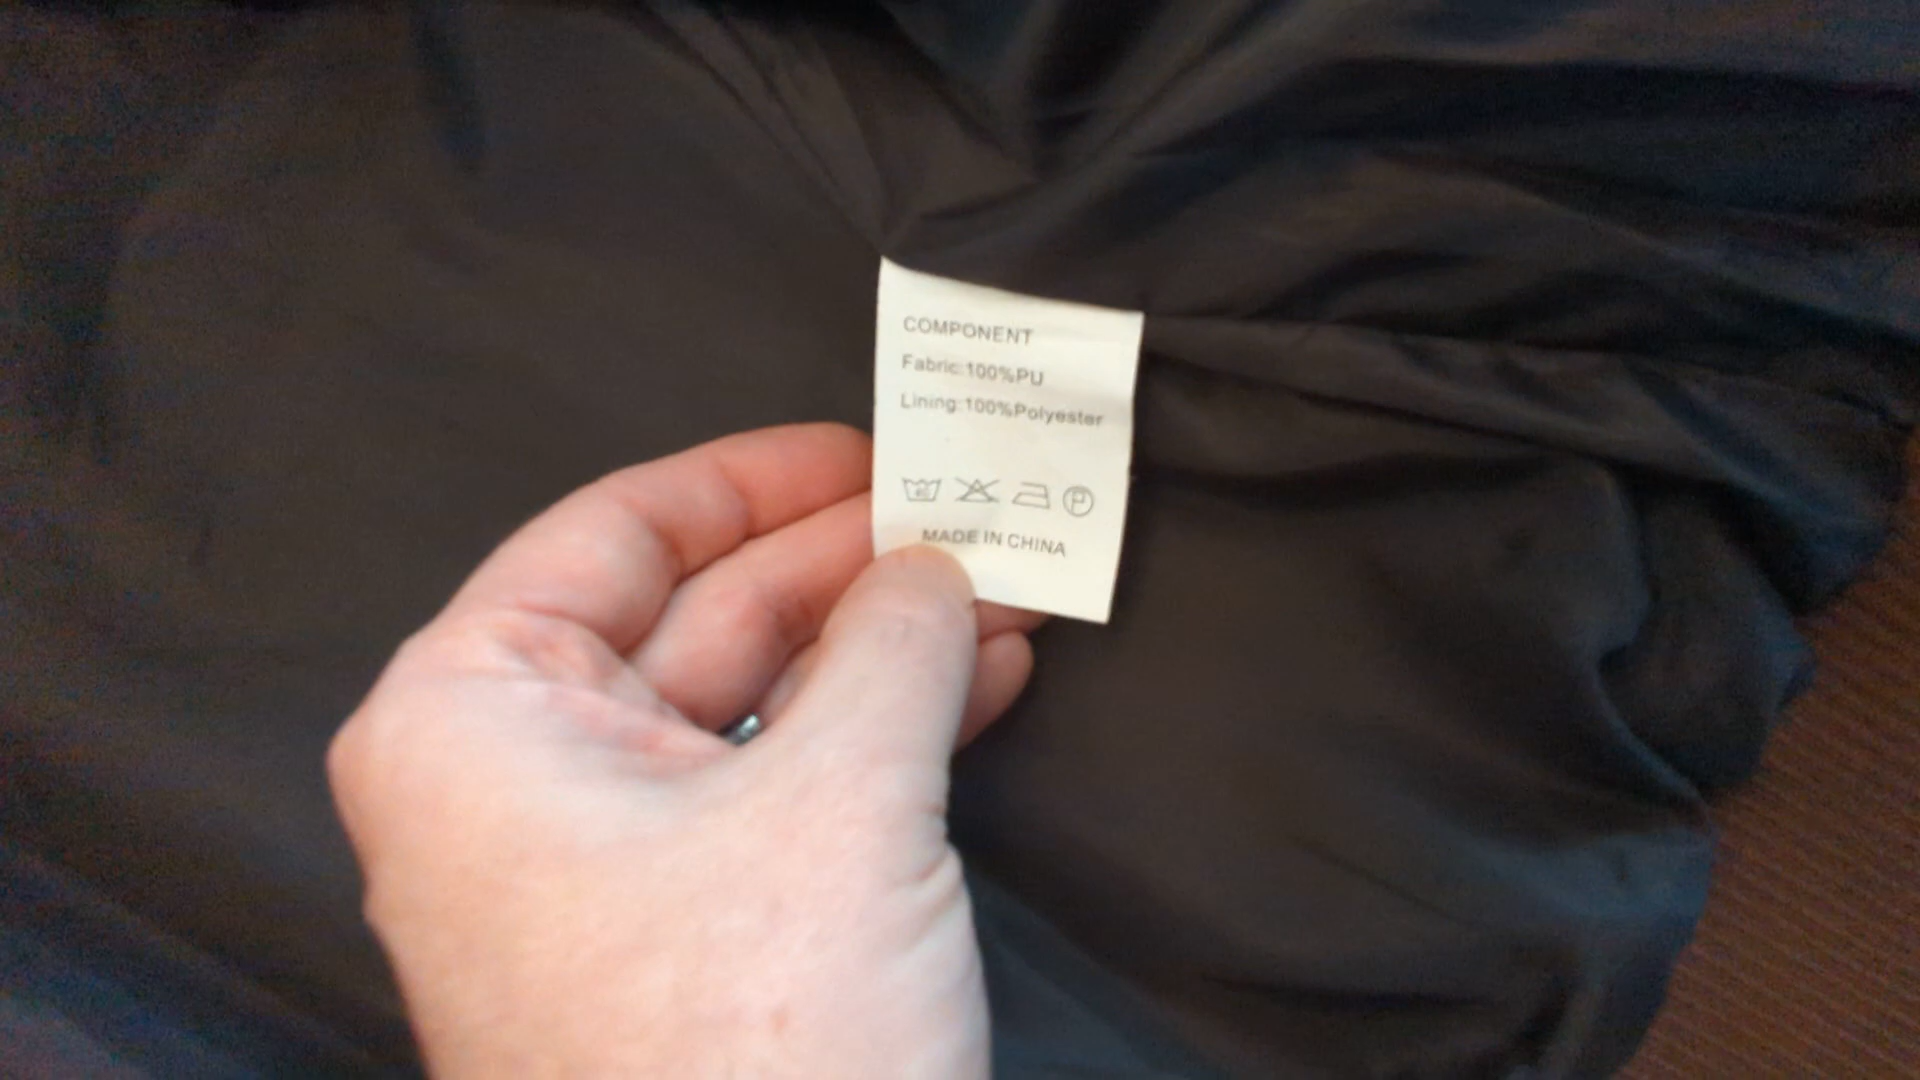 COMPONENT
Fabric:100%PU
Lining:100%Polyester
P
MADE IN CHINA